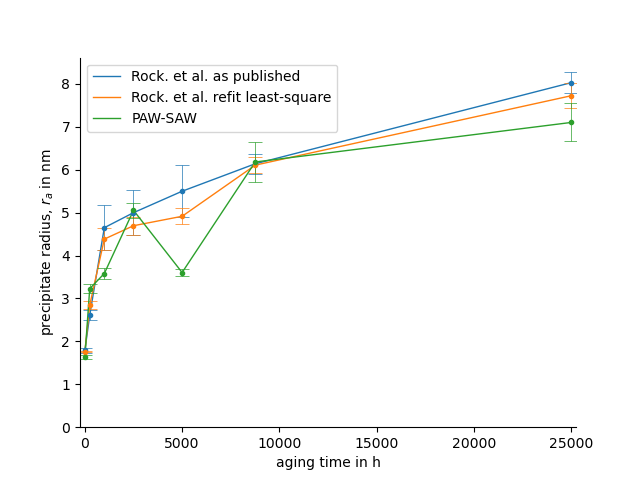 Rock. et al. as published
Rock. et al. refit least-square
PAW-SAW
precipitate radius, rₐ in nm
8
7
6
5
4
3
2
1
0
0 5000 10000 15000 20000 25000
aging time in h